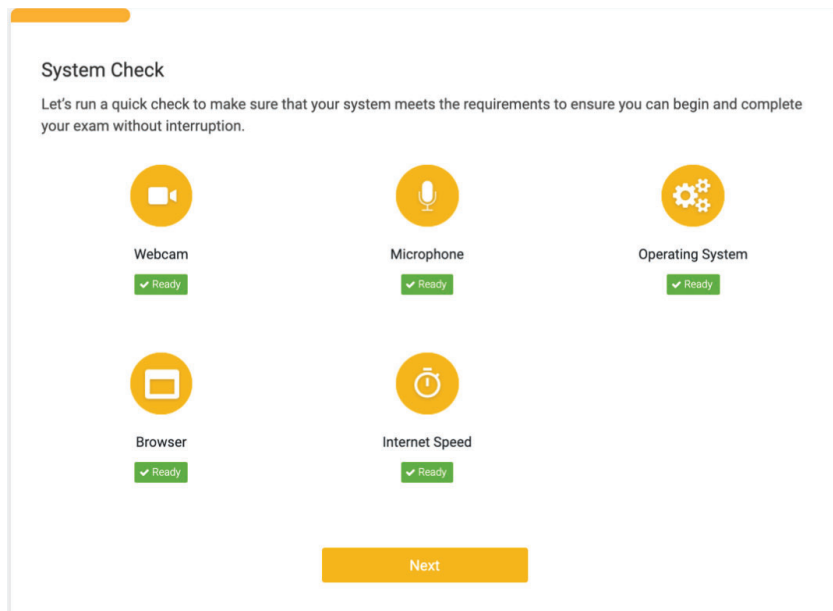 System Check
Let's run a quick check to make sure that your system meets the requirements to ensure you can begin and complete
your exam without interruption.
Webcam
Microphone
Operating System
Ready
Ready
Ready
Browser
Internet Speed
Ready
Ready
Next